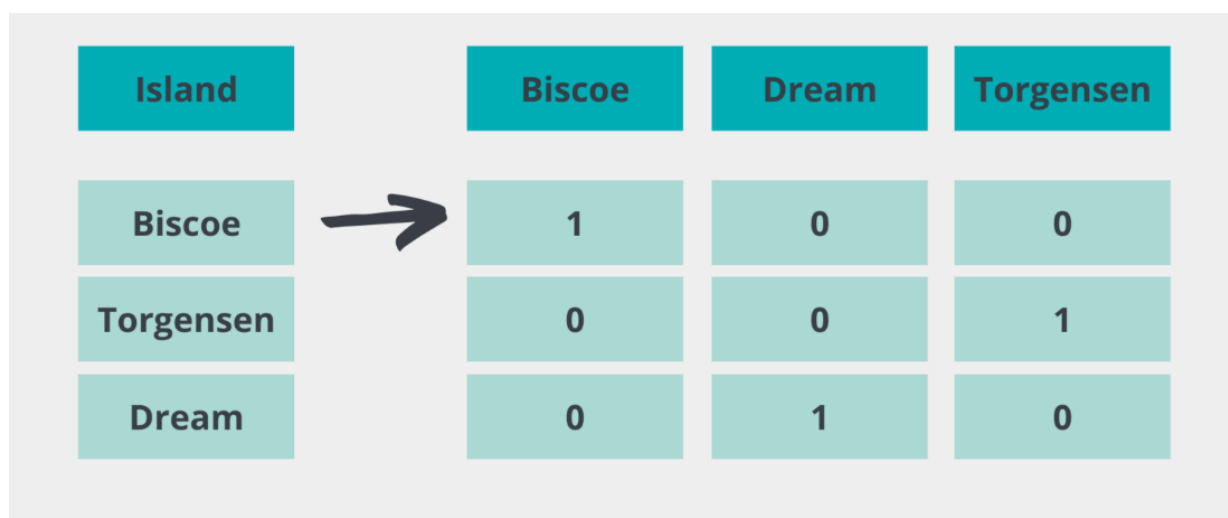 Island Biscoe Dream Torgensen
Biscoe 1 0 0
Torgensen 0 0 1
Dream 0 1 0